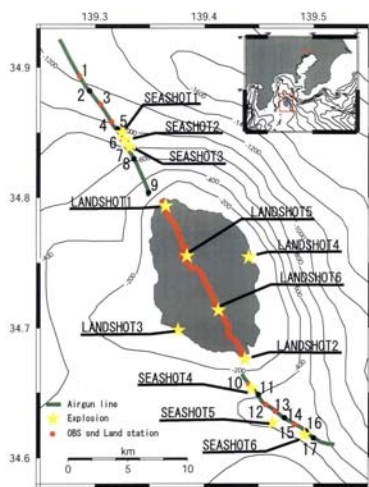 139.3 139.4 139.5
34.9
34.8
34.7
34.6
1
2
3
4
5
6
7
8
9
SEASHOT1
SEASHOT2
SEASHOT3
LANDSHOT1
LANDSHOT5
LANDSHOT4
LANDSHOT6
LANDSHOT3
LANDSHOT2
SEASHOT4
10
11
13
SEASHOT5
12
14
16
15
SEASHOT6
17
Airgun line
Explosion
OBS snd Land station
km
0 5 10